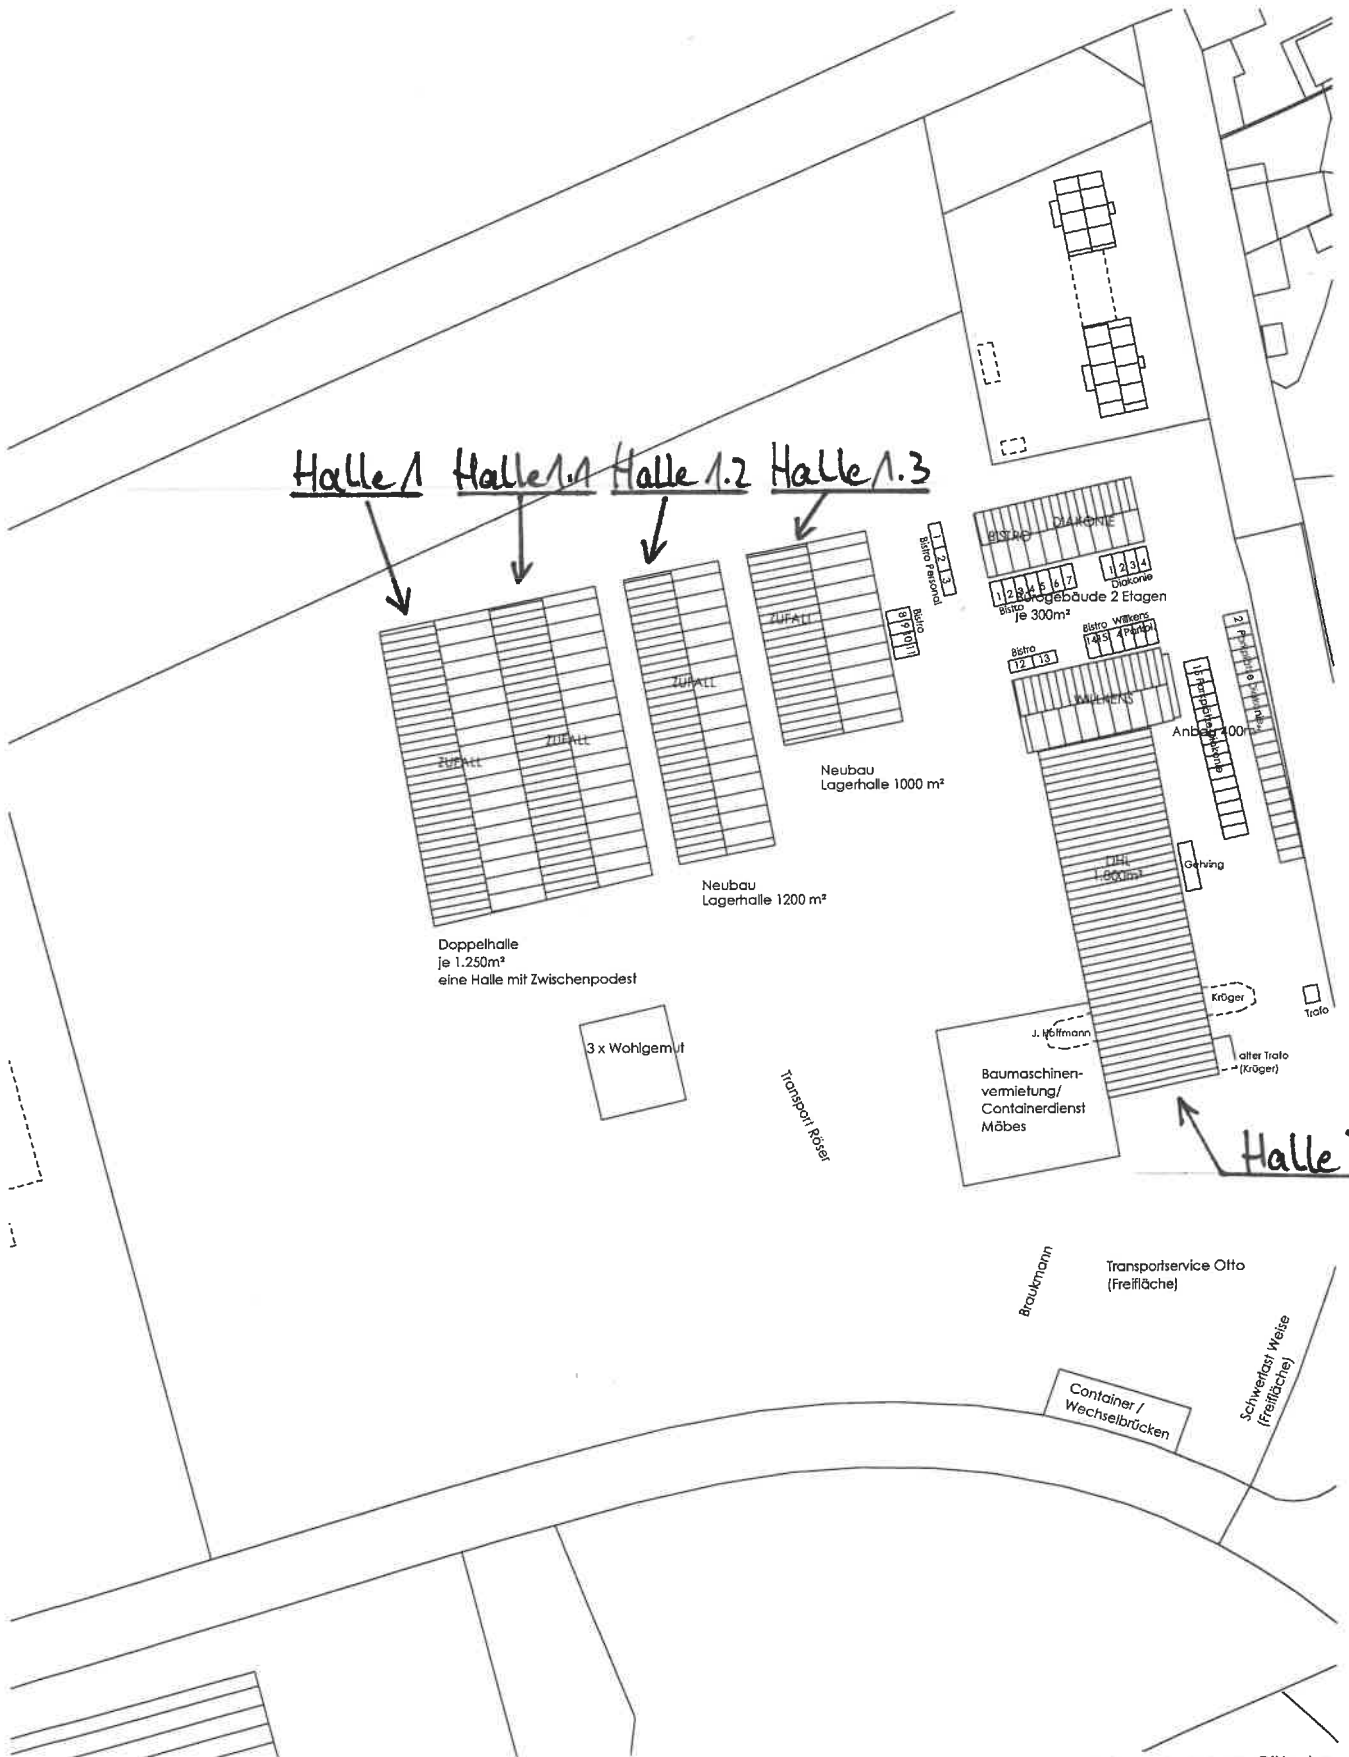 Halle 1
Halle 1.1
Halle 1.2
Halle 1.3
BISTRO
DIAKONIE
1 2 3
Bistro Personal
1 2 3 4 5 6 7
Bistro
1 2 3 4
Diakonie
Bürogebäude 2 Etagen
je 300m²
8 9 10 11
Bistro
Bistro
12 13
Bistro
Wilkens
14 15
WILLKENS
Anbau 400m²
15 Parkplätze Diakonie
ZUFALL
ZUFALL
ZUFALL
ZUFALL
Neubau
Lagerhalle 1000 m²
Neubau
Lagerhalle 1200 m²
Doppelhalle
je 1.250m²
eine Halle mit Zwischenpodest
DHL
1.800m²
Gehring
Krüger
Trafo
J. Hoffmann
alter Trafo
(Krüger)
3 x Wohlgemut
Transport Röser
Baumaschinen-
vermietung/
Containerdienst
Möbes
Halle
Braukmann
Transportservice Otto
(Freifläche)
Schwerlast Weise
(Freifläche)
Container /
Wechselbrücken